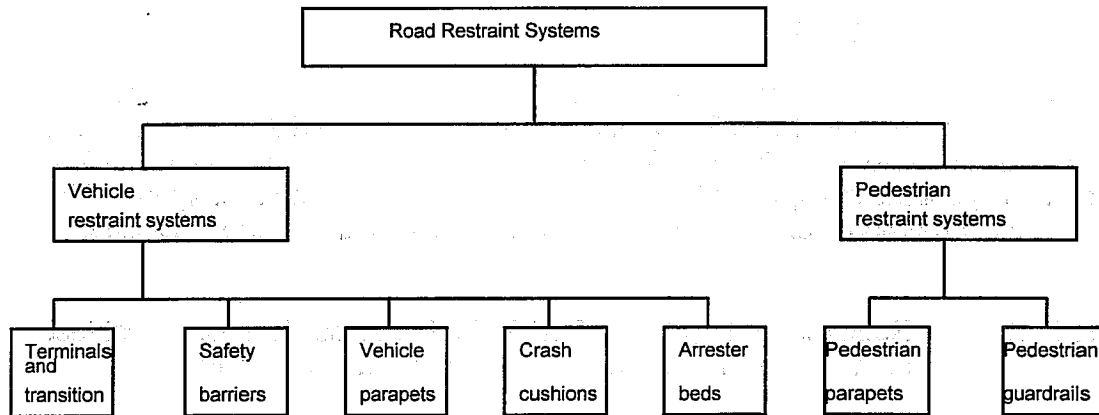 Road Restraint Systems
Vehicle
restraint systems
Pedestrian
restraint systems
Terminals
and
transition
Safety
barriers
Vehicle
parapets
Crash
cushions
Arrester
beds
Pedestrian
parapets
Pedestrian
guardrails